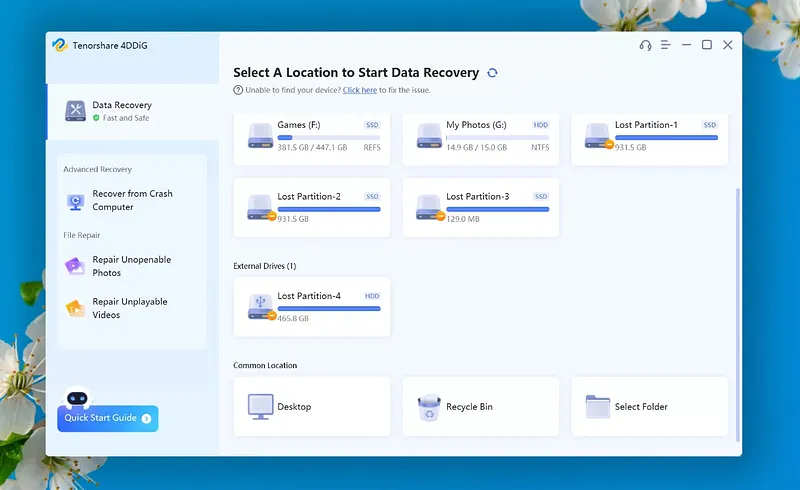 Tenorshare 4DDiG
Data Recovery
Fast and Safe
Advanced Recovery
Recover from Crash
Computer
File Repair
Repair Unopenable
Photos
Repair Unplayable
Videos
Quick Start Guide
Select A Location to Start Data Recovery
Unable to find your device? Click here to fix the issue.
Games (F:) SSD
381.5 GB / 447.1 GB REFS
My Photos (G:) HDD
14.9 GB / 15.0 GB NTFS
Lost Partition-1 SSD
931.5 GB
Lost Partition-2 SSD
931.5 GB
Lost Partition-3 SSD
129.0 MB
External Drives (1)
Lost Partition-4 HDD
465.8 GB
Common Location
Desktop
Recycle Bin
Select Folder